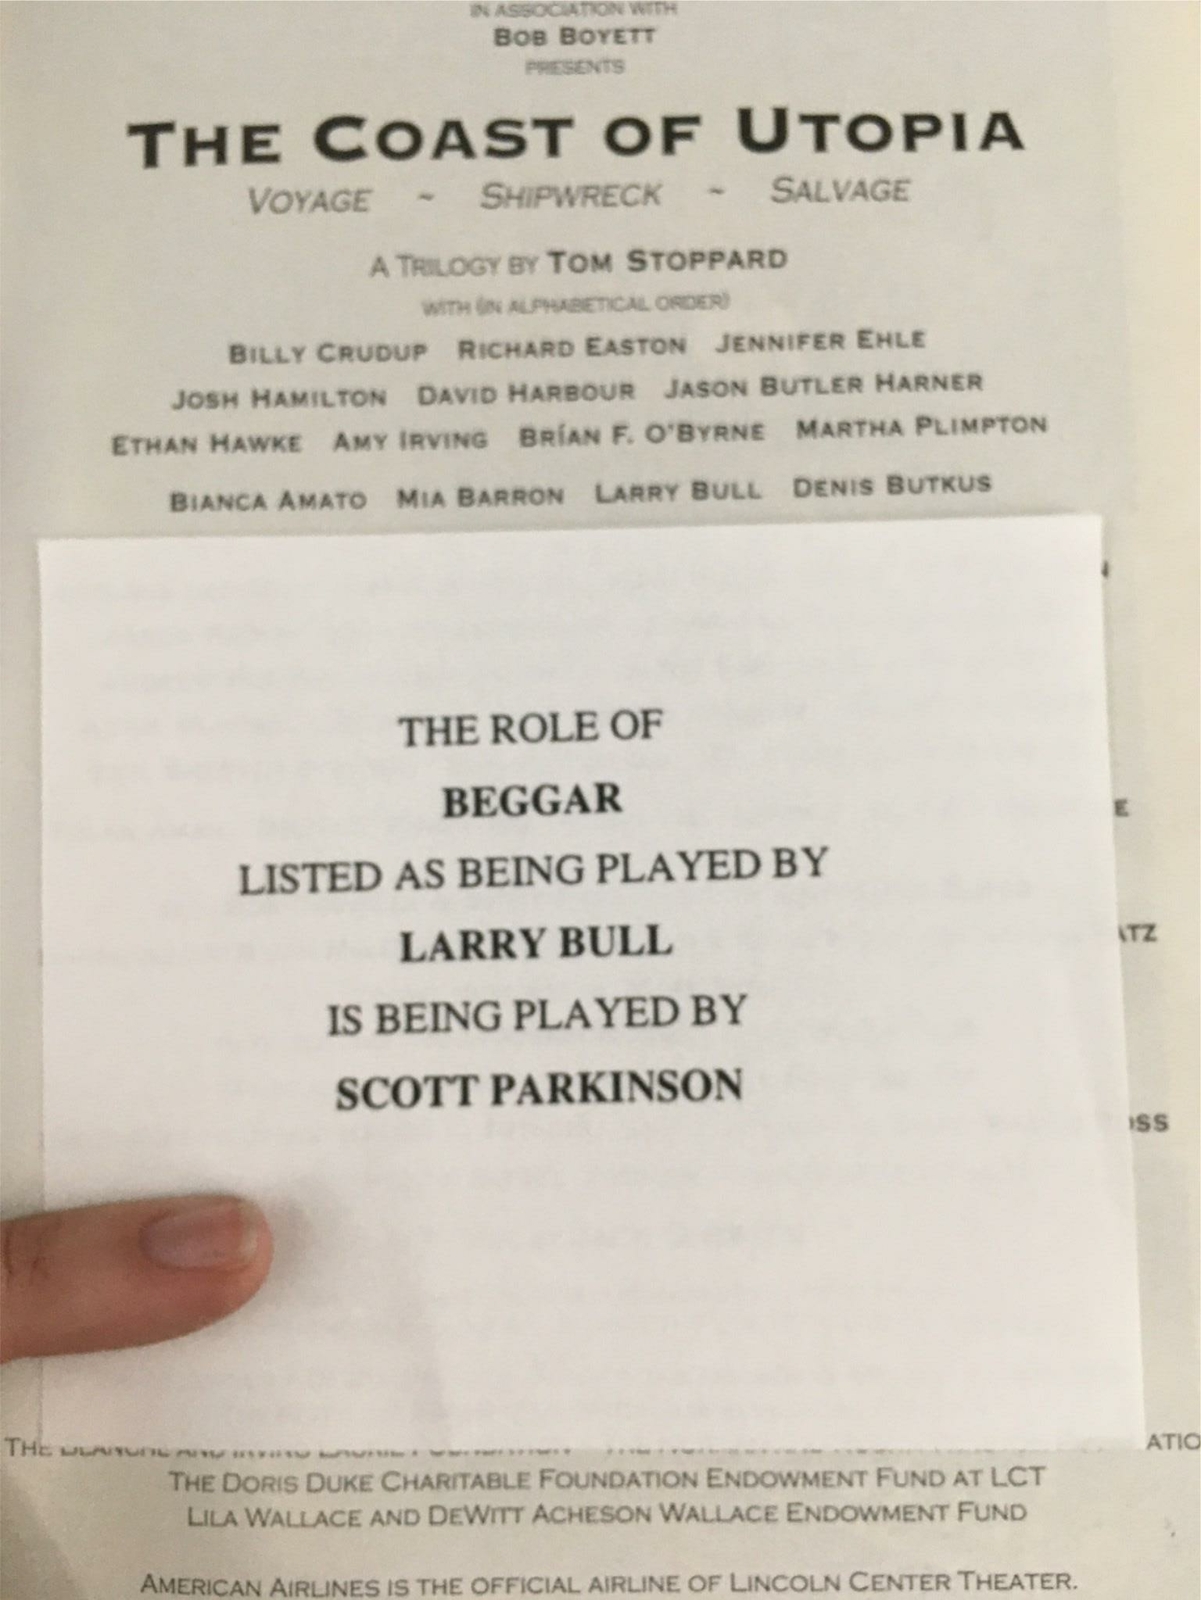 IN ASSOCIATION WITH
BOB BOYETT
PRESENTS
THE COAST OF UTOPIA
VOYAGE ~ SHIPWRECK ~ SALVAGE
A TRILOGY BY TOM STOPPARD
WITH (IN ALPHABETICAL ORDER)
BILLY CRUDUP RICHARD EASTON JENNIFER EHLE
JOSH HAMILTON DAVID HARBOUR JASON BUTLER HARNER
ETHAN HAWKE AMY IRVING BRÍAN F. O'BYRNE MARTHA PLIMPTON
BIANCA AMATO MIA BARRON LARRY BULL DENIS BUTKUS
THE ROLE OF
BEGGAR
LISTED AS BEING PLAYED BY
LARRY BULL
IS BEING PLAYED BY
SCOTT PARKINSON
THE DORIS DUKE CHARITABLE FOUNDATION ENDOWMENT FUND AT LCT
LILA WALLACE AND DEWITT ACHESON WALLACE ENDOWMENT FUND
AMERICAN AIRLINES IS THE OFFICIAL AIRLINE OF LINCOLN CENTER THEATER.